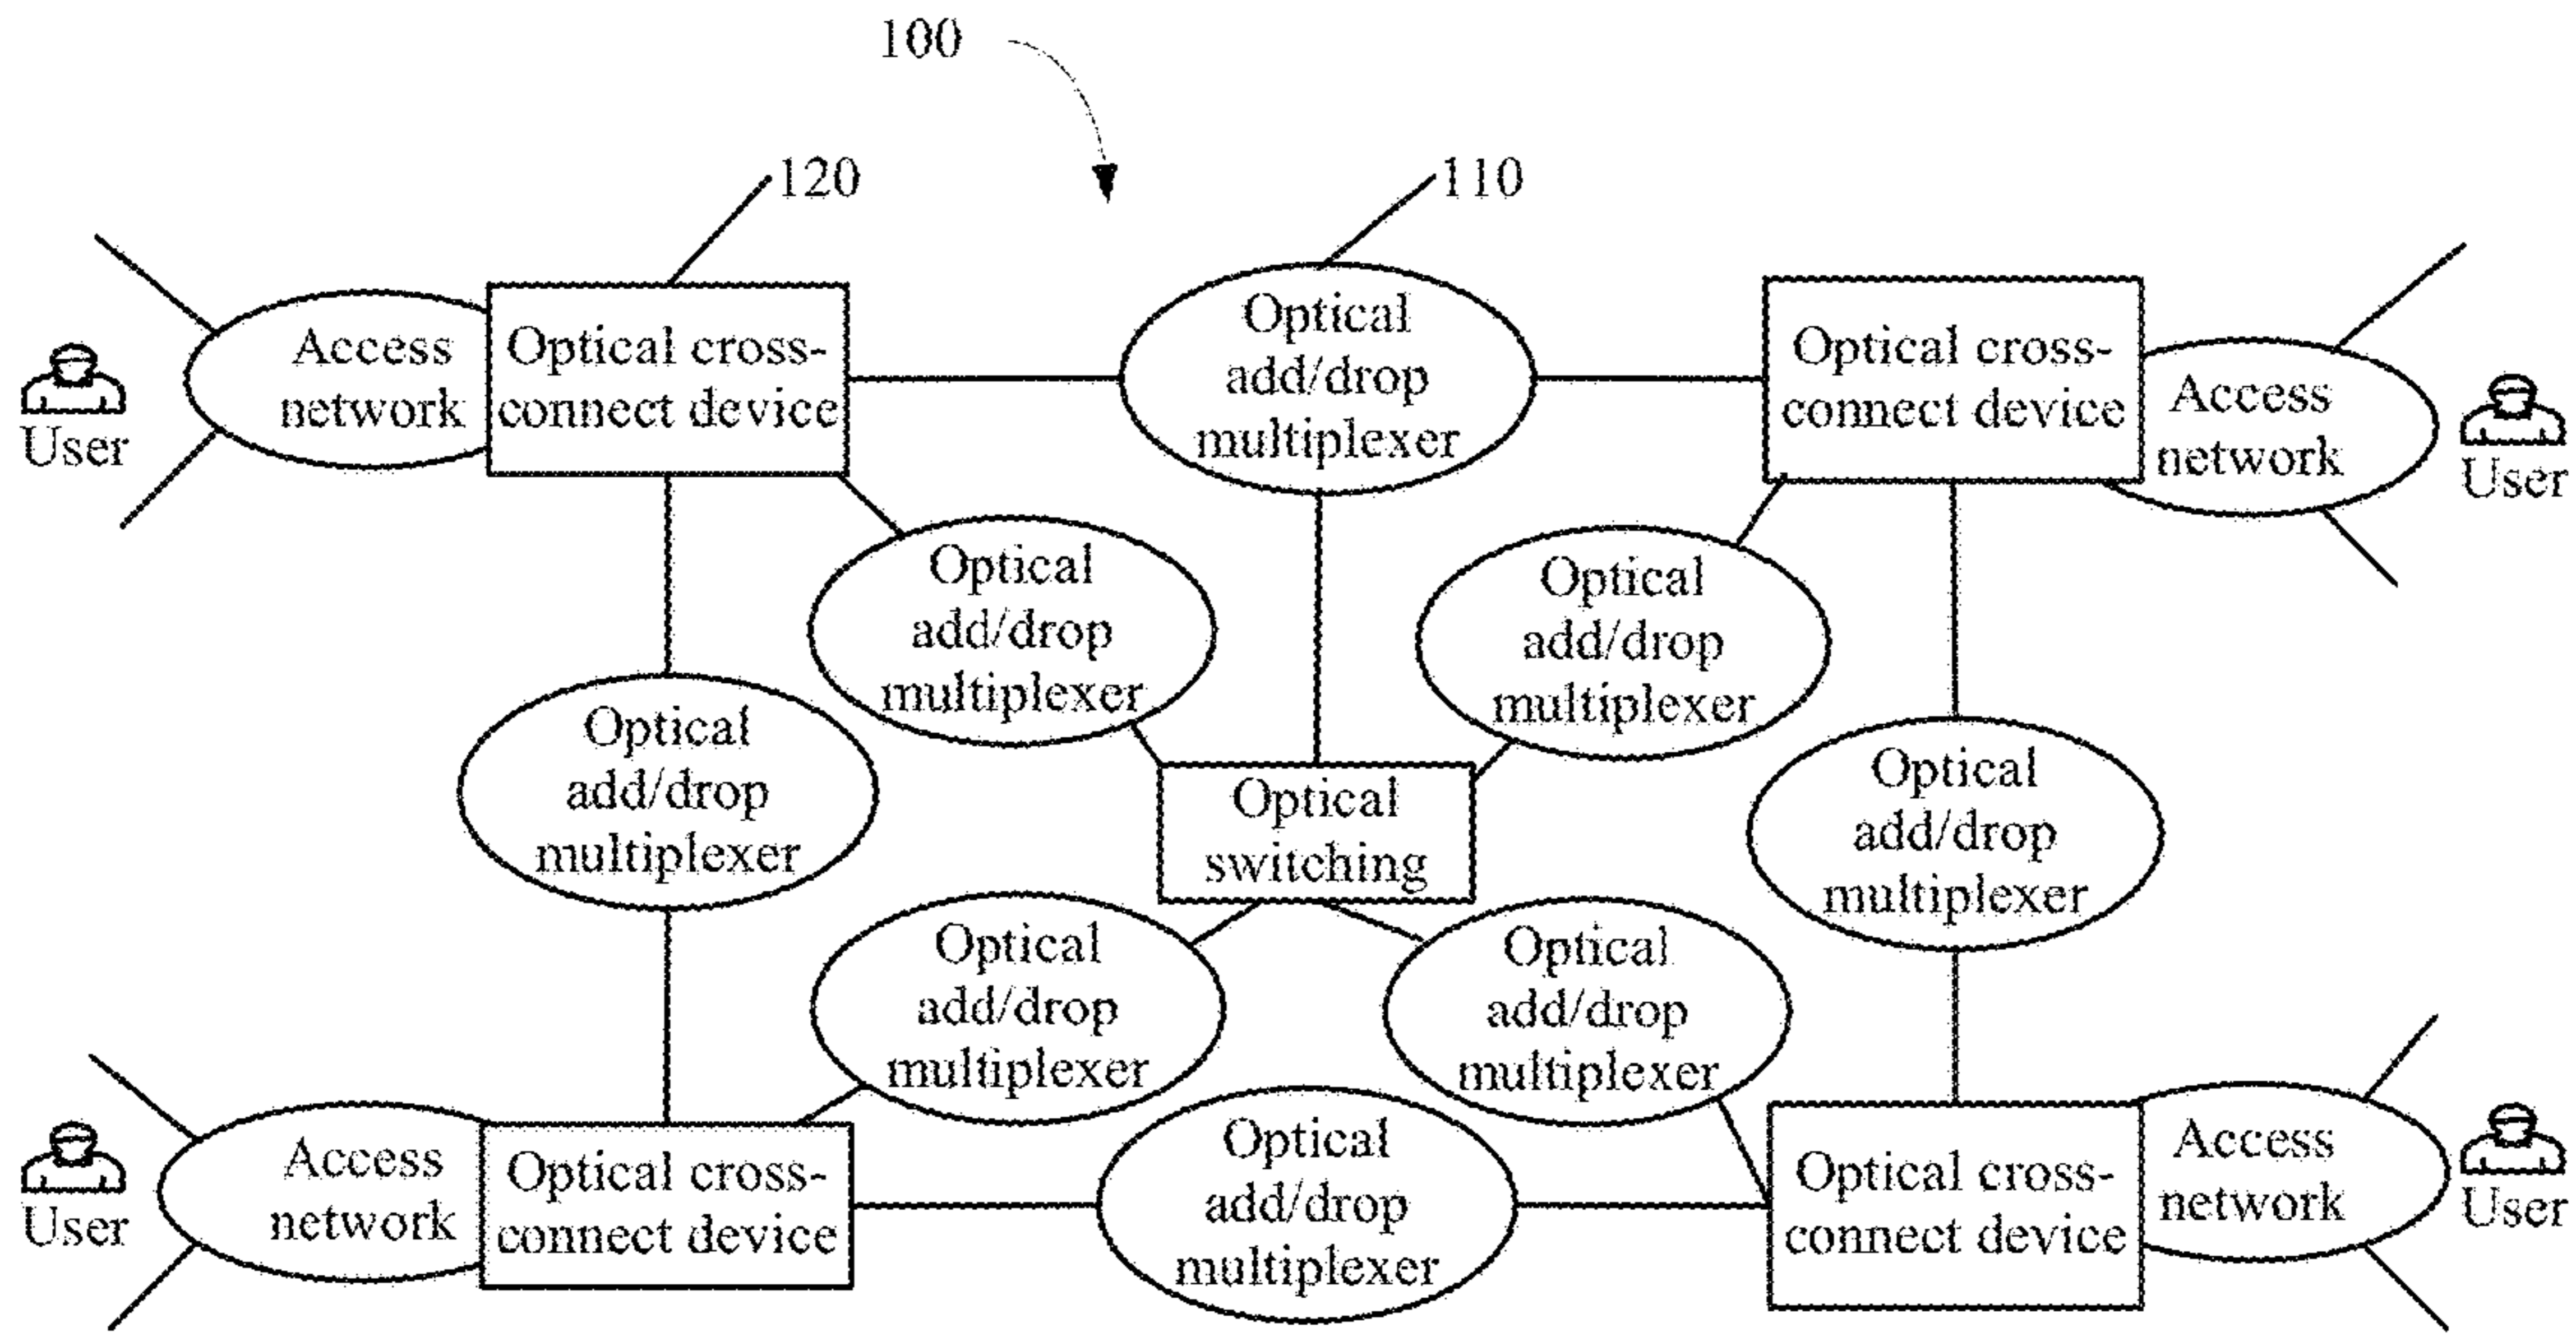 100
120
110
Access
network
Optical cross-
connect device
Optical
add/drop
multiplexer
Optical cross-
connect device
Access
network
User
User
Optical
add/drop
multiplexer
Optical
add/drop
multiplexer
Optical
add/drop
multiplexer
Optical
switching
Optical
add/drop
multiplexer
Optical
add/drop
multiplexer
Optical
add/drop
multiplexer
User
Access
network
Optical cross-
connect device
Optical
add/drop
multiplexer
Optical cross-
connect device
Access
network
User